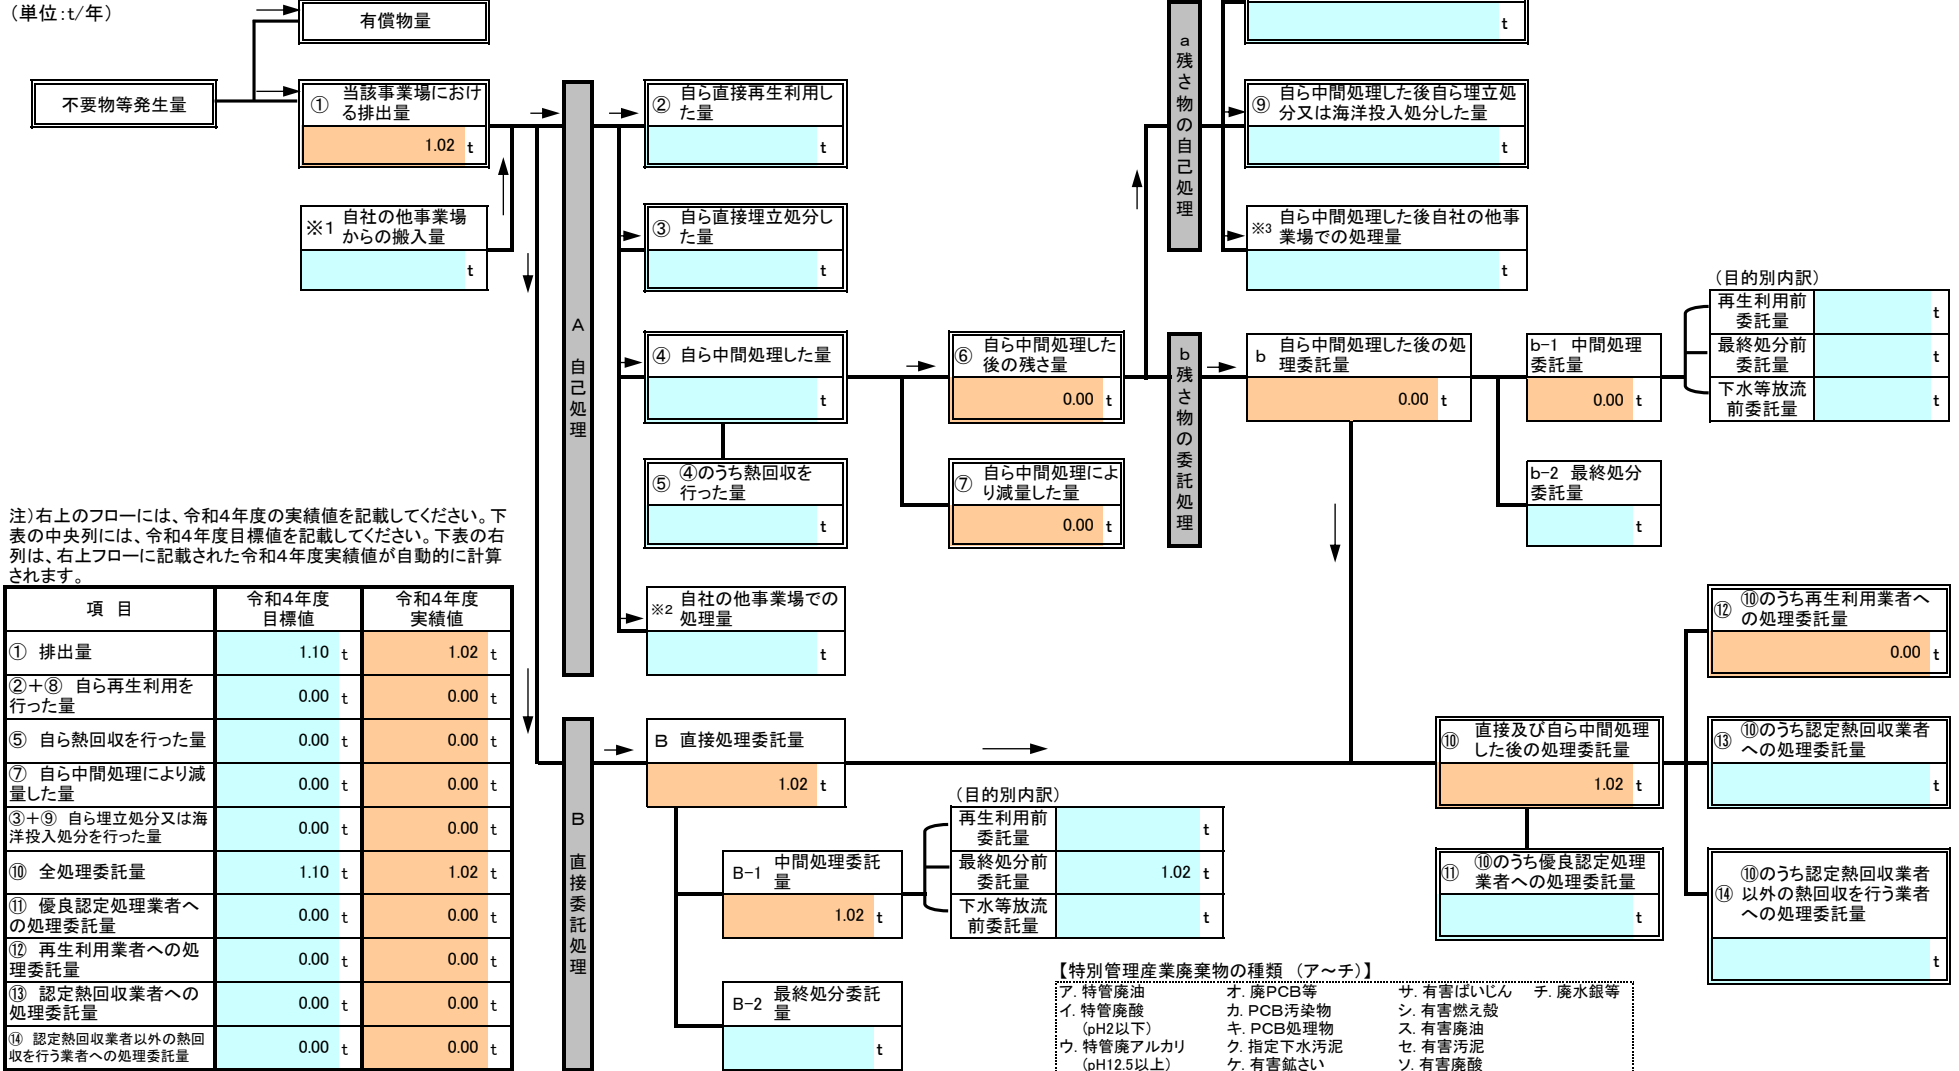 （単位：t/年）
有償物量
t
不要物等発生量
① 当該事業場におけ
る排出量
1.02 t
※1 自社の他事業場
からの搬入量
t
A 自己処理
② 自ら直接再生利用し
た量
t
③ 自ら直接埋立処分し
た量
t
④ 自ら中間処理した量
t
⑤ ④のうち熱回収を
行った量
t
※2 自社の他事業場での
処理量
t
⑥ 自ら中間処理した
後の残さ量
0.00 t
⑦ 自ら中間処理によ
り減量した量
0.00 t
a 残さ物の自己処理
⑨ 自ら中間処理した後自ら埋立処
分又は海洋投入処分した量
t
※3 自ら中間処理した後自社の他事
業場での処理量
t
b 残さ物の委託処理
b 自ら中間処理した後の処
理委託量
0.00 t
b-1 中間処理
委託量
0.00 t
b-2 最終処分
委託量
t
（目的別内訳）
再生利用前
委託量
t
最終処分前
委託量
t
下水等放流
前委託量
t
注）右上のフローには、令和４年度の実績値を記載してください。下
表の中央列には、令和４年度目標値を記載してください。下表の右
列は、右上フローに記載された令和４年度実績値が自動的に計算
されます。
項 目 令和４年度 目標値 令和４年度 実績値
① 排出量 1.10 t 1.02 t
②＋⑧ 自ら再生利用を
行った量 0.00 t 0.00 t
⑤ 自ら熱回収を行った量 0.00 t 0.00 t
⑦ 自ら中間処理により減
量した量 0.00 t 0.00 t
③＋⑨ 自ら埋立処分又は海
洋投入処分を行った量 0.00 t 0.00 t
⑩ 全処理委託量 1.10 t 1.02 t
⑪ 優良認定処理業者へ
の処理委託量 0.00 t 0.00 t
⑫ 再生利用業者への処
理委託量 0.00 t 0.00 t
⑬ 認定熱回収業者への
処理委託量 0.00 t 0.00 t
⑭ 認定熱回収業者以外の熱回
収を行う業者への処理委託量 0.00 t 0.00 t
B 直接委託処理
B 直接処理委託量
1.02 t
B-1 中間処理委託
量
1.02 t
B-2 最終処分委託
量
t
（目的別内訳）
再生利用前
委託量
t
最終処分前
委託量
1.02 t
下水等放流
前委託量
t
⑩ 直接及び自ら中間処理
した後の処理委託量
1.02 t
⑪ ⑩のうち優良認定処理
業者への処理委託量
t
⑫ ⑩のうち再生利用業者へ
の処理委託量
0.00 t
⑬ ⑩のうち認定熱回収業者
への処理委託量
t
⑭ ⑩のうち認定熱回収業者
以外の熱回収を行う業者
への処理委託量
t
【特別管理産業廃棄物の種類 （ア～チ）】
ア．特管廃油 オ．廃PCB等 サ．有害ばいじん チ．廃水銀等
イ．特管廃酸 カ．PCB汚染物 シ．有害燃え殻
（pH2以下） キ．PCB処理物 ス．有害廃油
ウ．特管廃アルカリ ク．指定下水汚泥 セ．有害汚泥
（pH12.5以上） ケ．有害鉱さい ソ．有害廃酸